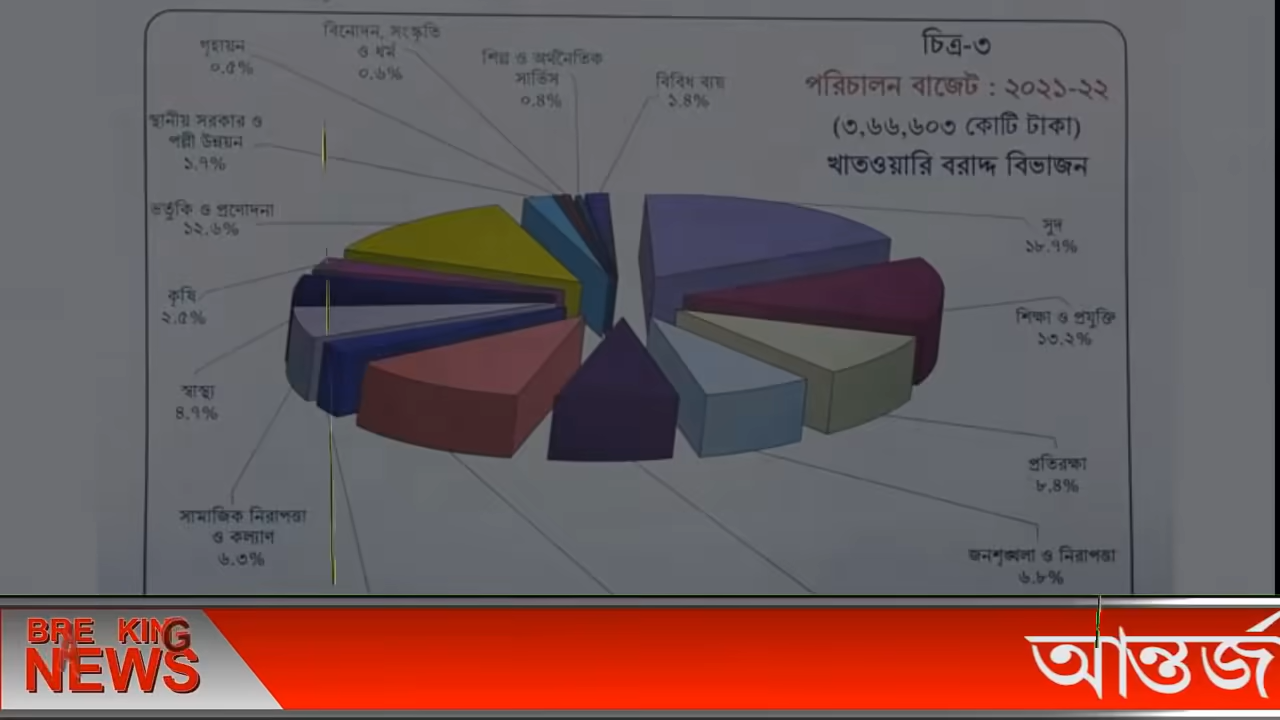 চিত্র-৩
পরিচালন বাজেট : ২০২১-২২
(৩,৬৬,৬০৩ কোটি টাকা)
খাতওয়ারি বরাদ্দ বিভাজন
গৃহায়ন
০.৫%
বিনোদন, সংস্কৃতি
ও ধর্ম
০.৬%
শিল্প ও অর্থনৈতিক
সার্ভিস
০.৪%
বিবিধ ব্যয়
১.৪%
স্থানীয় সরকার ও
পল্লী উন্নয়ন
১.৭%
ভর্তুকি ও প্রণোদনা
১২.৬%
কৃষি
২.৫%
স্বাস্থ্য
৪.৭%
সামাজিক নিরাপত্তা
ও কল্যাণ
৬.৩%
সুদ
১৮.৭%
শিক্ষা ও প্রযুক্তি
১৩.২%
প্রতিরক্ষা
৮.৪%
জনশৃঙ্খলা ও নিরাপত্তা
৬.৮%
BREAKING
NEWS
আন্তর্জ